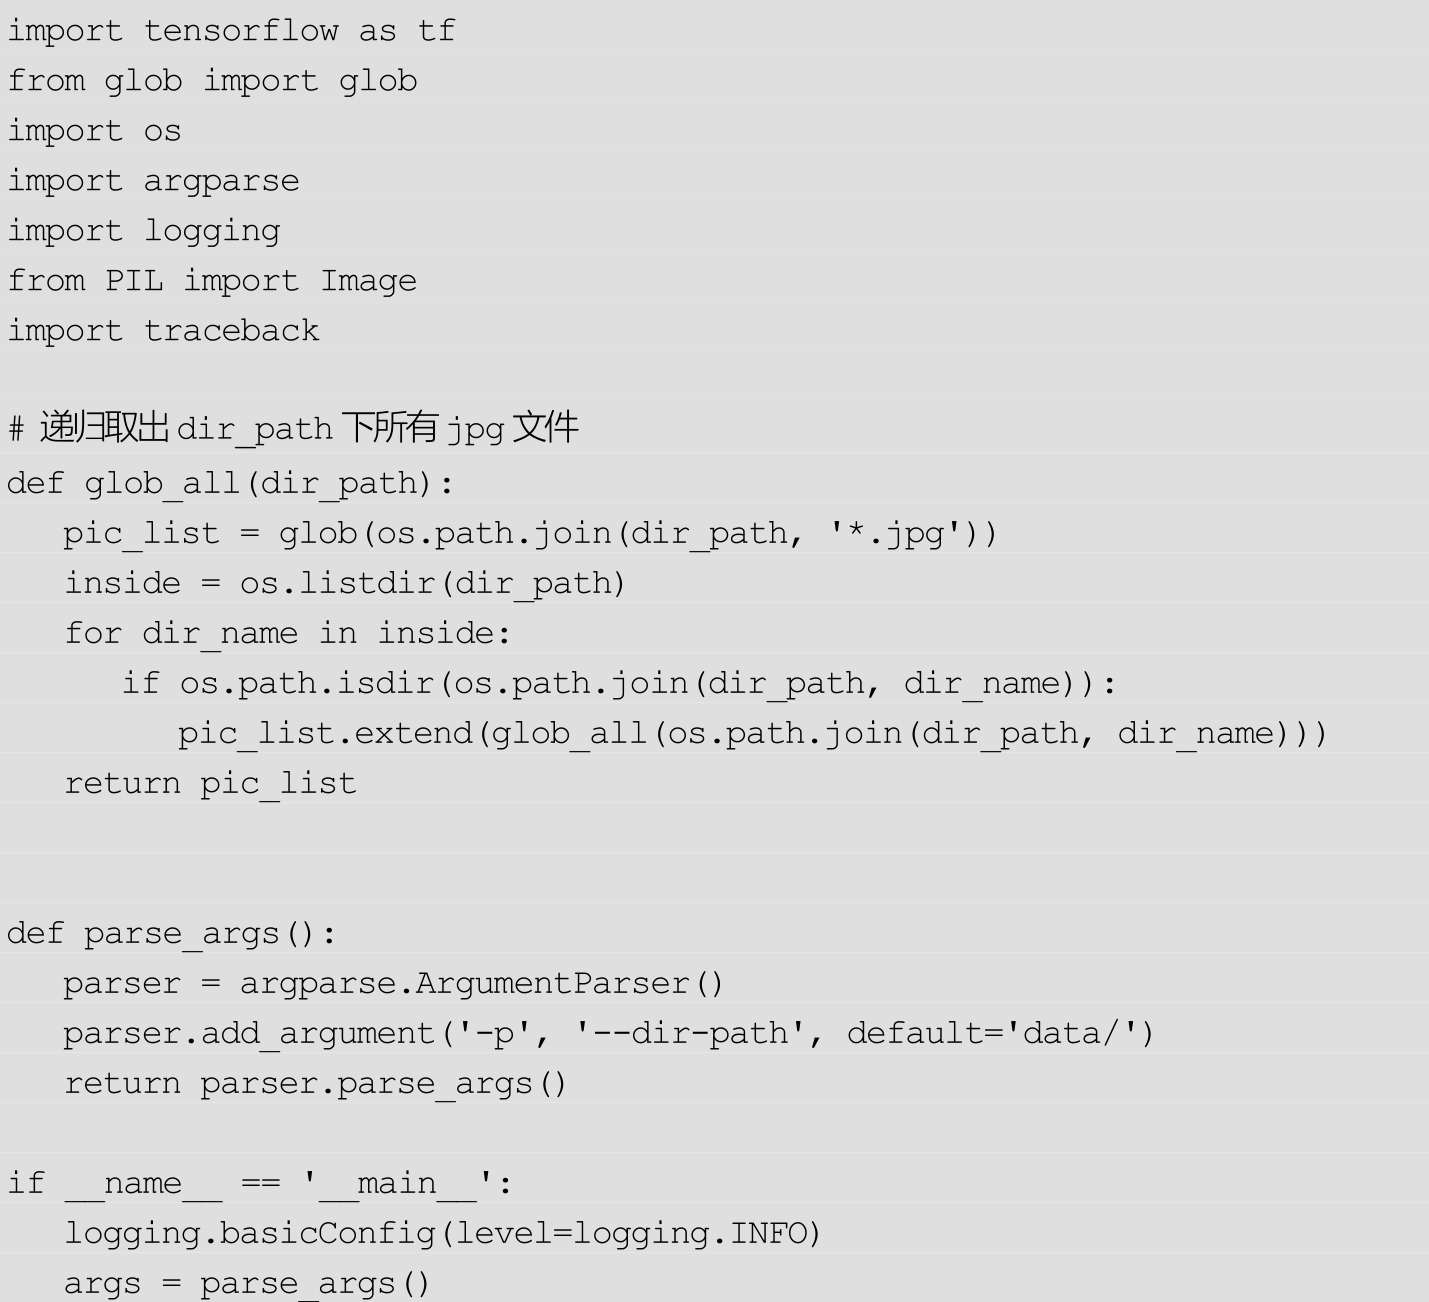 import tensorflow as tf
from glob import glob
import os
import argparse
import logging
from PIL import Image
import traceback

# 递归取出 dir_path 下所有 jpg 文件
def glob_all(dir_path):
   pic_list = glob(os.path.join(dir_path, '*.jpg'))
   inside = os.listdir(dir_path)
   for dir_name in inside:
      if os.path.isdir(os.path.join(dir_path, dir_name)):
         pic_list.extend(glob_all(os.path.join(dir_path, dir_name)))
   return pic_list


def parse_args():
   parser = argparse.ArgumentParser()
   parser.add_argument('-p', '--dir-path', default='data/')
   return parser.parse_args()

if __name__ == '__main__':
   logging.basicConfig(level=logging.INFO)
   args = parse_args()